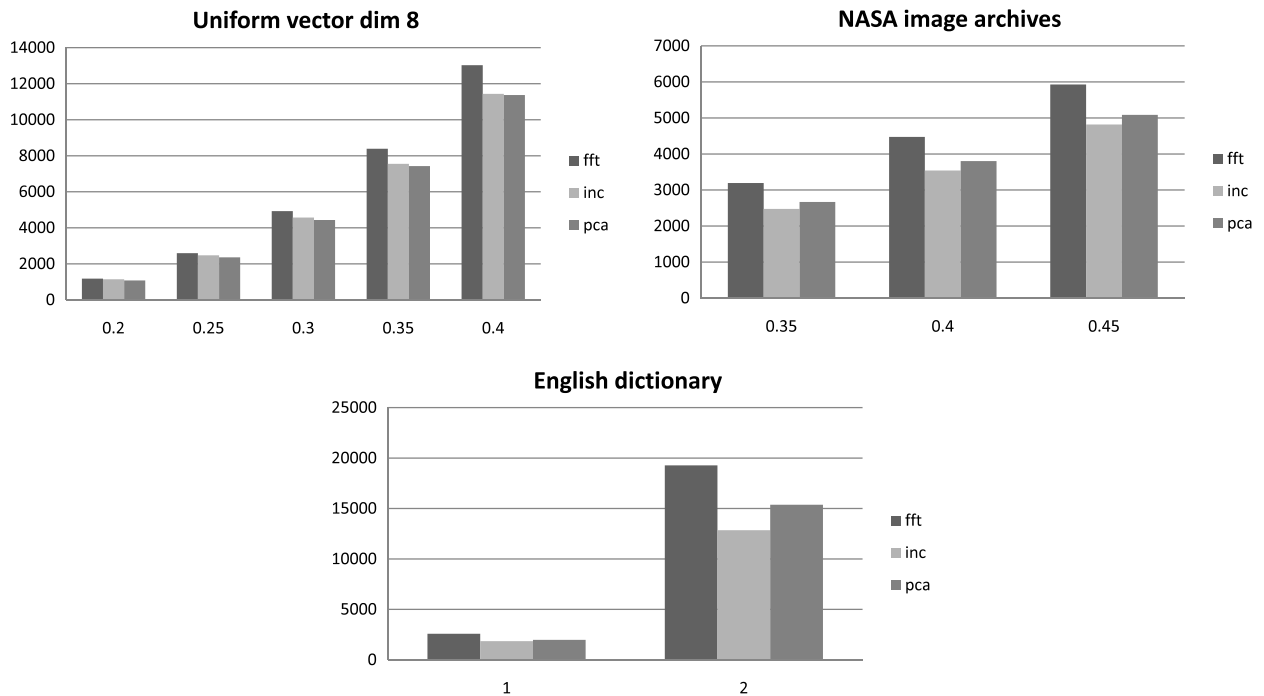 Uniform vector dim 8
14000
12000
10000
8000
6000
4000
2000
0
0.2 0.25 0.3 0.35 0.4
fft
inc
pca
NASA image archives
7000
6000
5000
4000
3000
2000
1000
0
0.35 0.4 0.45
fft
inc
pca
English dictionary
25000
20000
15000
10000
5000
0
1 2
fft
inc
pca